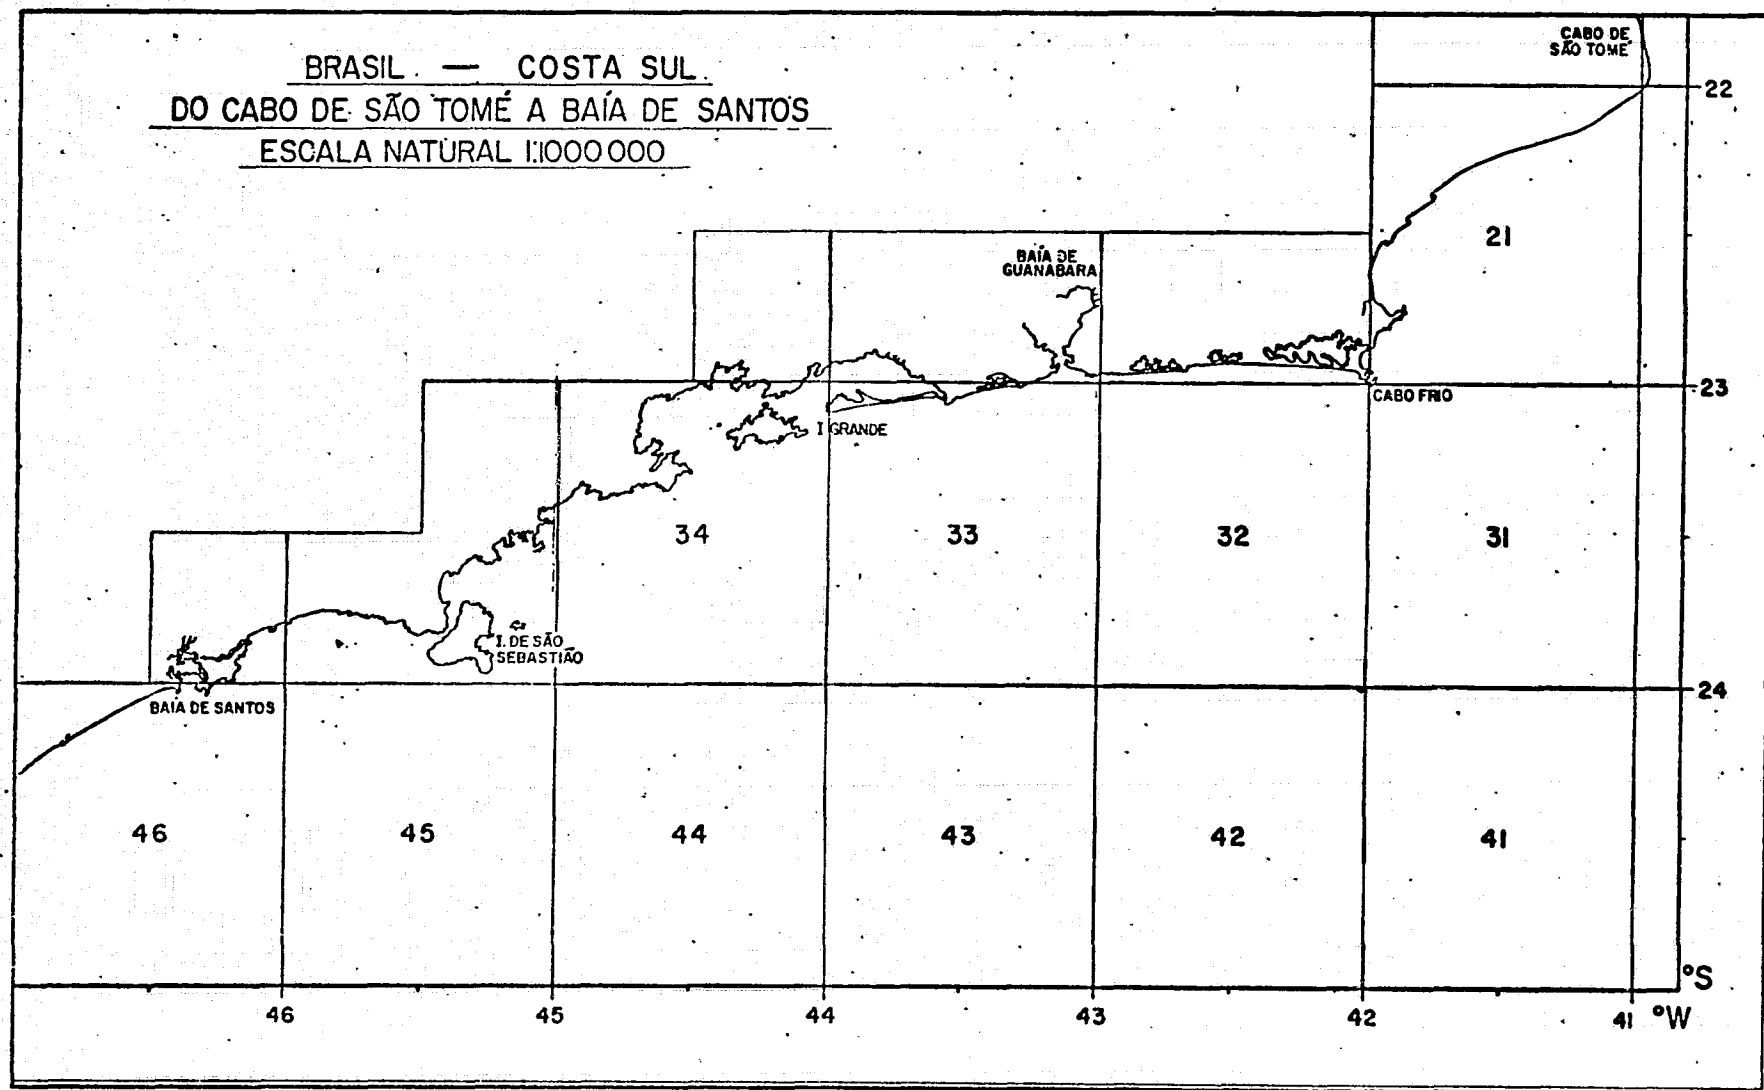 BRASIL. — COSTA SUL.
DO CABO DE SÃO TOMÉ A BAÍA DE SANTOS
ESCALA NATURAL 1:1000000
CABO DE
SÃO TOMÉ
22
21
BAÍA DE
GUANABARA
23
CABO FRIO
I GRANDE
34
33
32
31
I. DE SÃO
SEBASTIÃO
24
BAÍA DE SANTOS
46
45
44
43
42
41
°S
46
45
44
43
42
41 °W